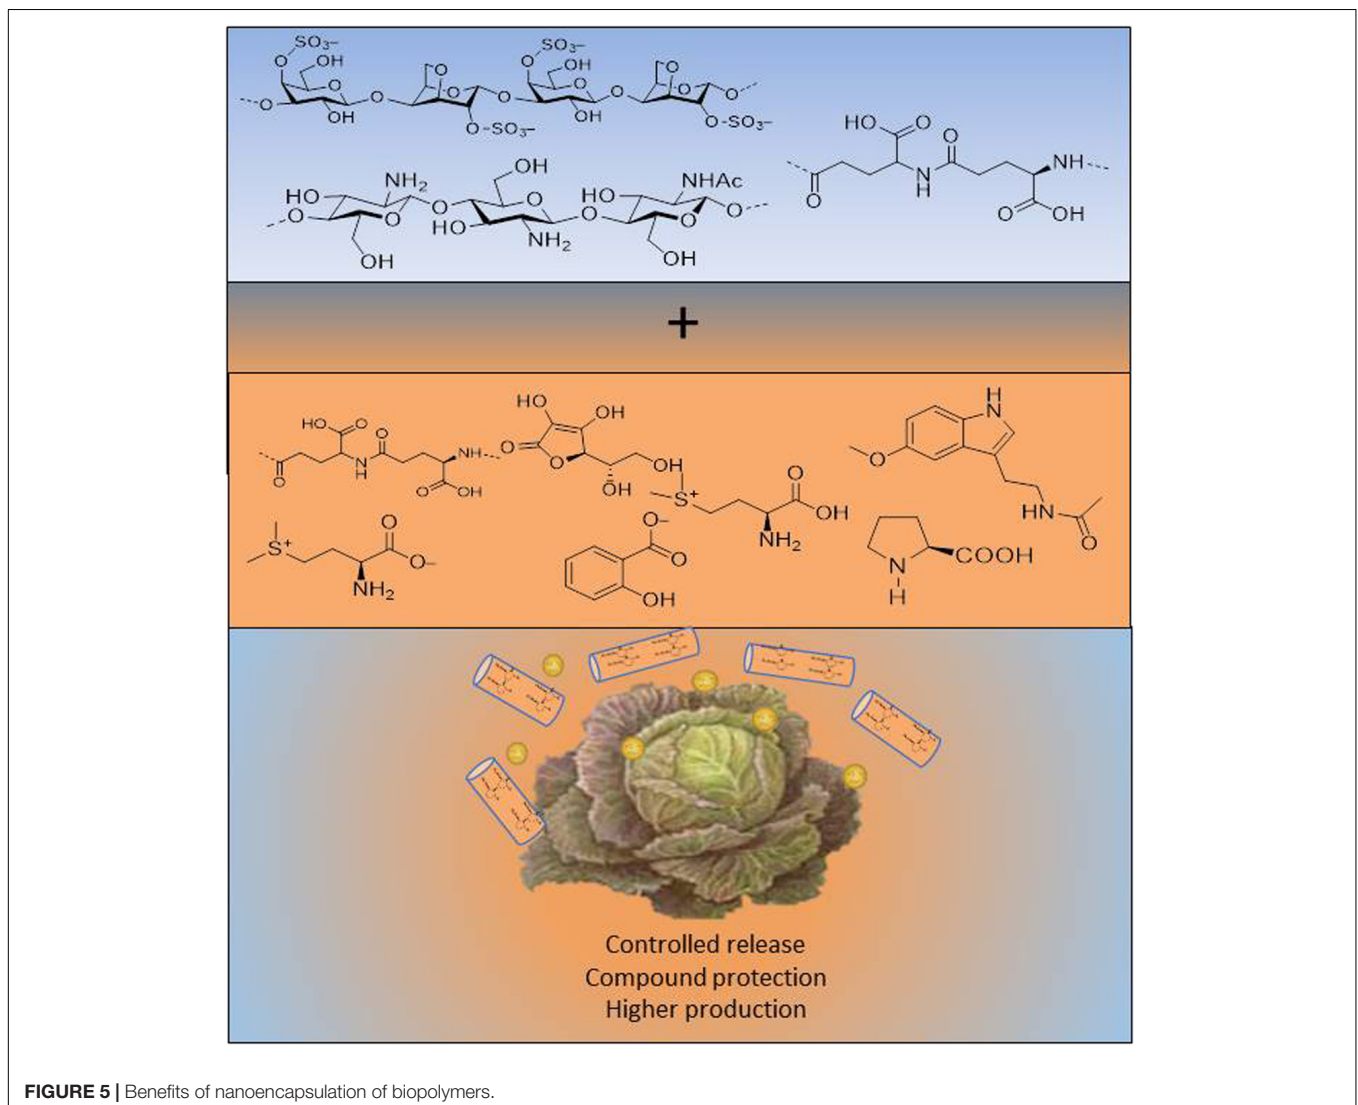 SO₃– SO₃–
O OH O OH
O O O O
O O O O O O
OH O-SO₃– OH O-SO₃–
HO O O
NH
O N
H
O OH
OH
NH₂ NHAc
HO O HO
O O O O O
HO NH₂
OH OH
+
HO OH
HO O O O
O N NH
H O OH
O OH
OH
S⁺ O
OH
NH₂
H
N
O
HN
O
S⁺ O
O–
NH₂
O–
O
OH
N
H
COOH
Controlled release
Compound protection
Higher production
FIGURE 5 | Benefits of nanoencapsulation of biopolymers.